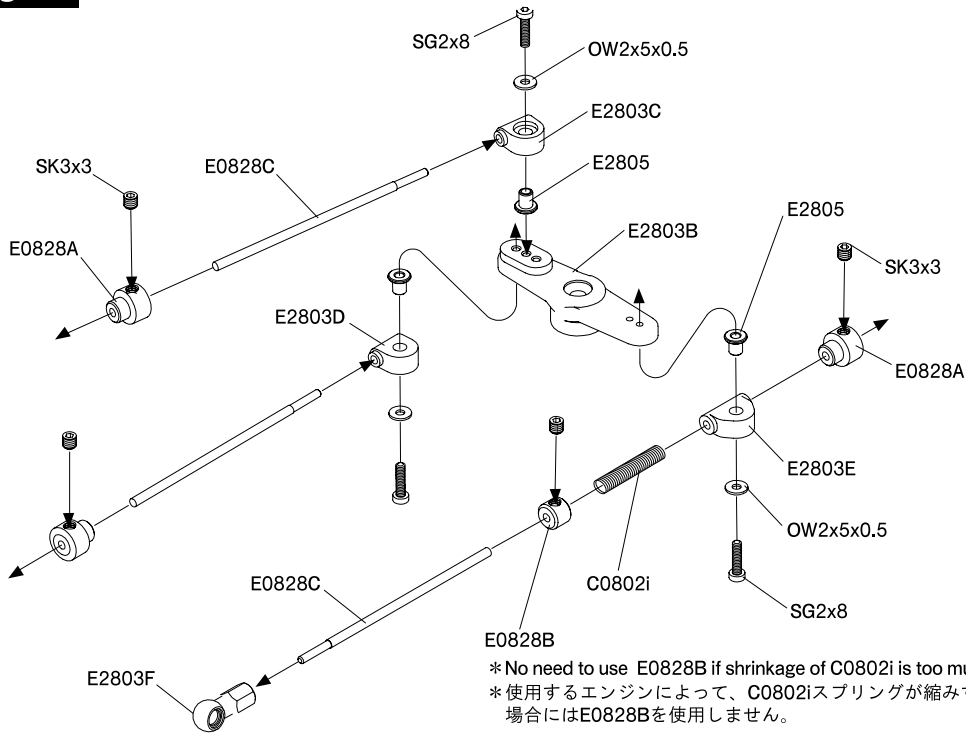 SG2x8
OW2x5x0.5
E2803C
SK3x3
E0828C
E2805
E2805
E0828A
E2803B
SK3x3
E2803D
E0828A
E2803E
OW2x5x0.5
E0828C
C0802i
SG2x8
E0828B
E2803F
*No need to use E0828B if shrinkage of C0802i is too
*使用するエンジンによって、C0802iスプリングが縮み
場合にはE0828Bを使用しません。